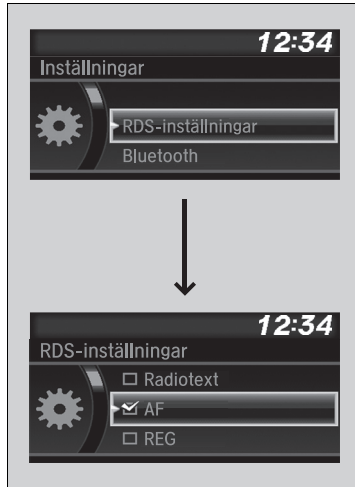 12:34
Inställningar
RDS-inställningar
Bluetooth
12:34
RDS-inställningar
Radiotext
AF
REG